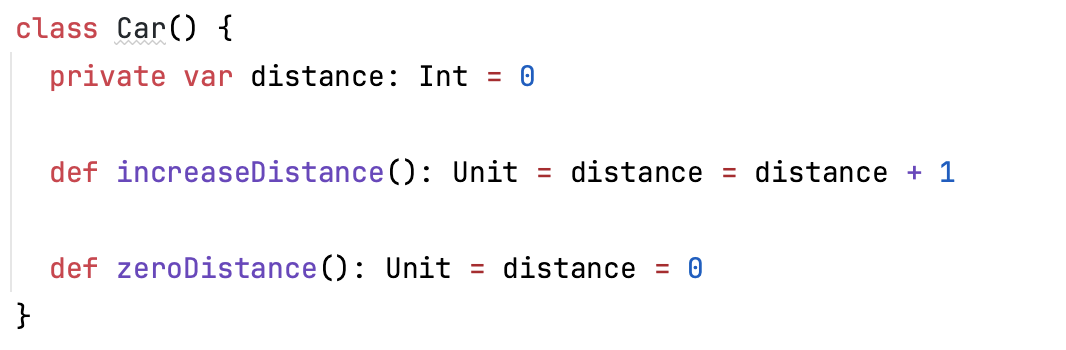 class Car() {
private var distance: Int = 0
def increaseDistance(): Unit = distance = distance + 1
def zeroDistance(): Unit = distance = 0
}